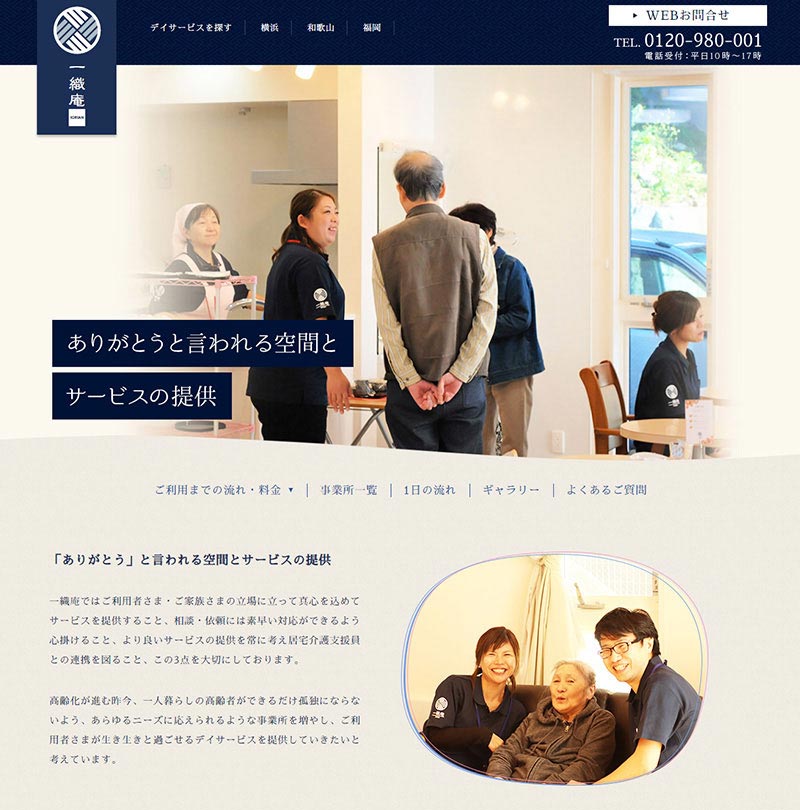 一織庵
IORIAN
デイサービスを探す
横浜
和歌山
福岡
▶ WEBお問合せ
TEL. 0120-980-001
電話受付：平日10時～17時
ありがとうと言われる空間と
サービスの提供
ご利用までの流れ・料金 ▼
事業所一覧
1日の流れ
ギャラリー
よくあるご質問
「ありがとう」と言われる空間とサービスの提供
一織庵ではご利用者さま・ご家族さまの立場に立って真心を込めて
サービスを提供すること、相談・依頼には素早い対応ができるよう
心掛けること、より良いサービスの提供を常に考え居宅介護支援員
との連携を図ること、この3点を大切にしております。
高齢化が進む昨今、一人暮らしの高齢者ができるだけ孤独にならな
いよう、あらゆるニーズに応えられるような事業所を増やし、ご利
用者さまが生き生きと過ごせるデイサービスを提供していきたいと
考えています。